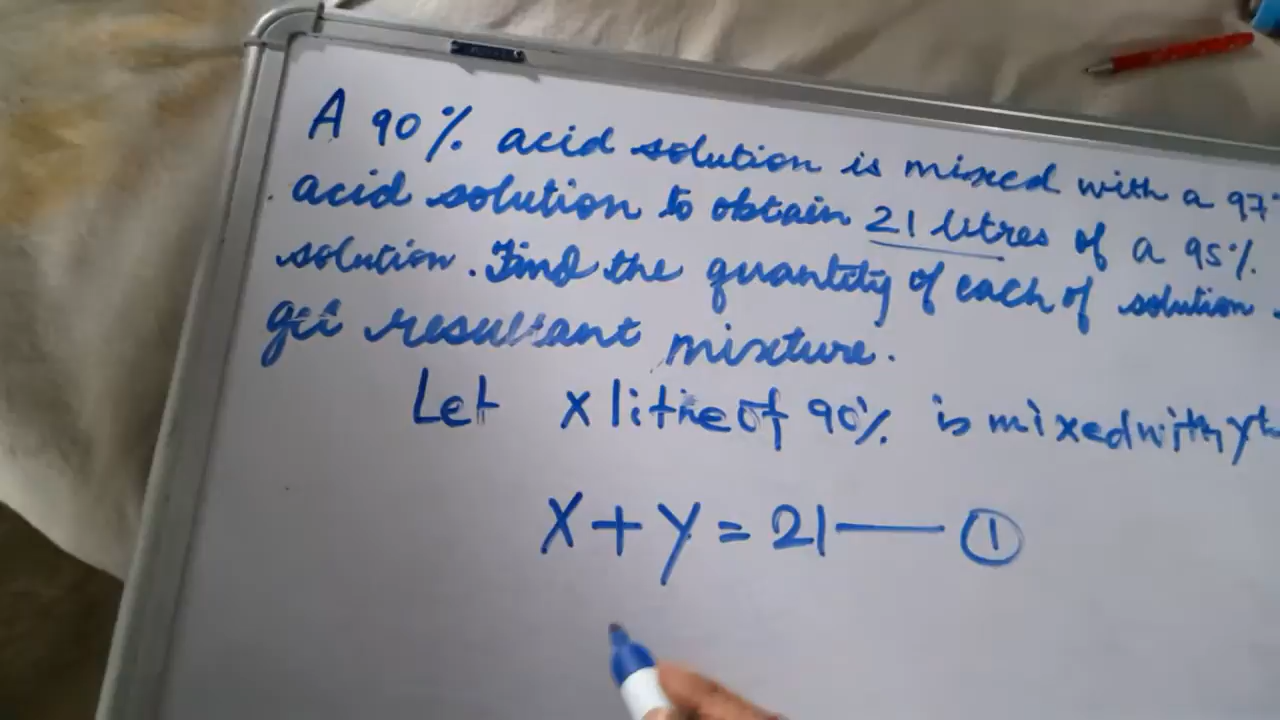 A 90% acid solution is mixed with a 97
acid solution to obtain 21 litres of a 95%
solution. Find the quantity of each of solution
resultant mixture.
Let x litre of 90% is mixed with y
X + Y = 21 — ①